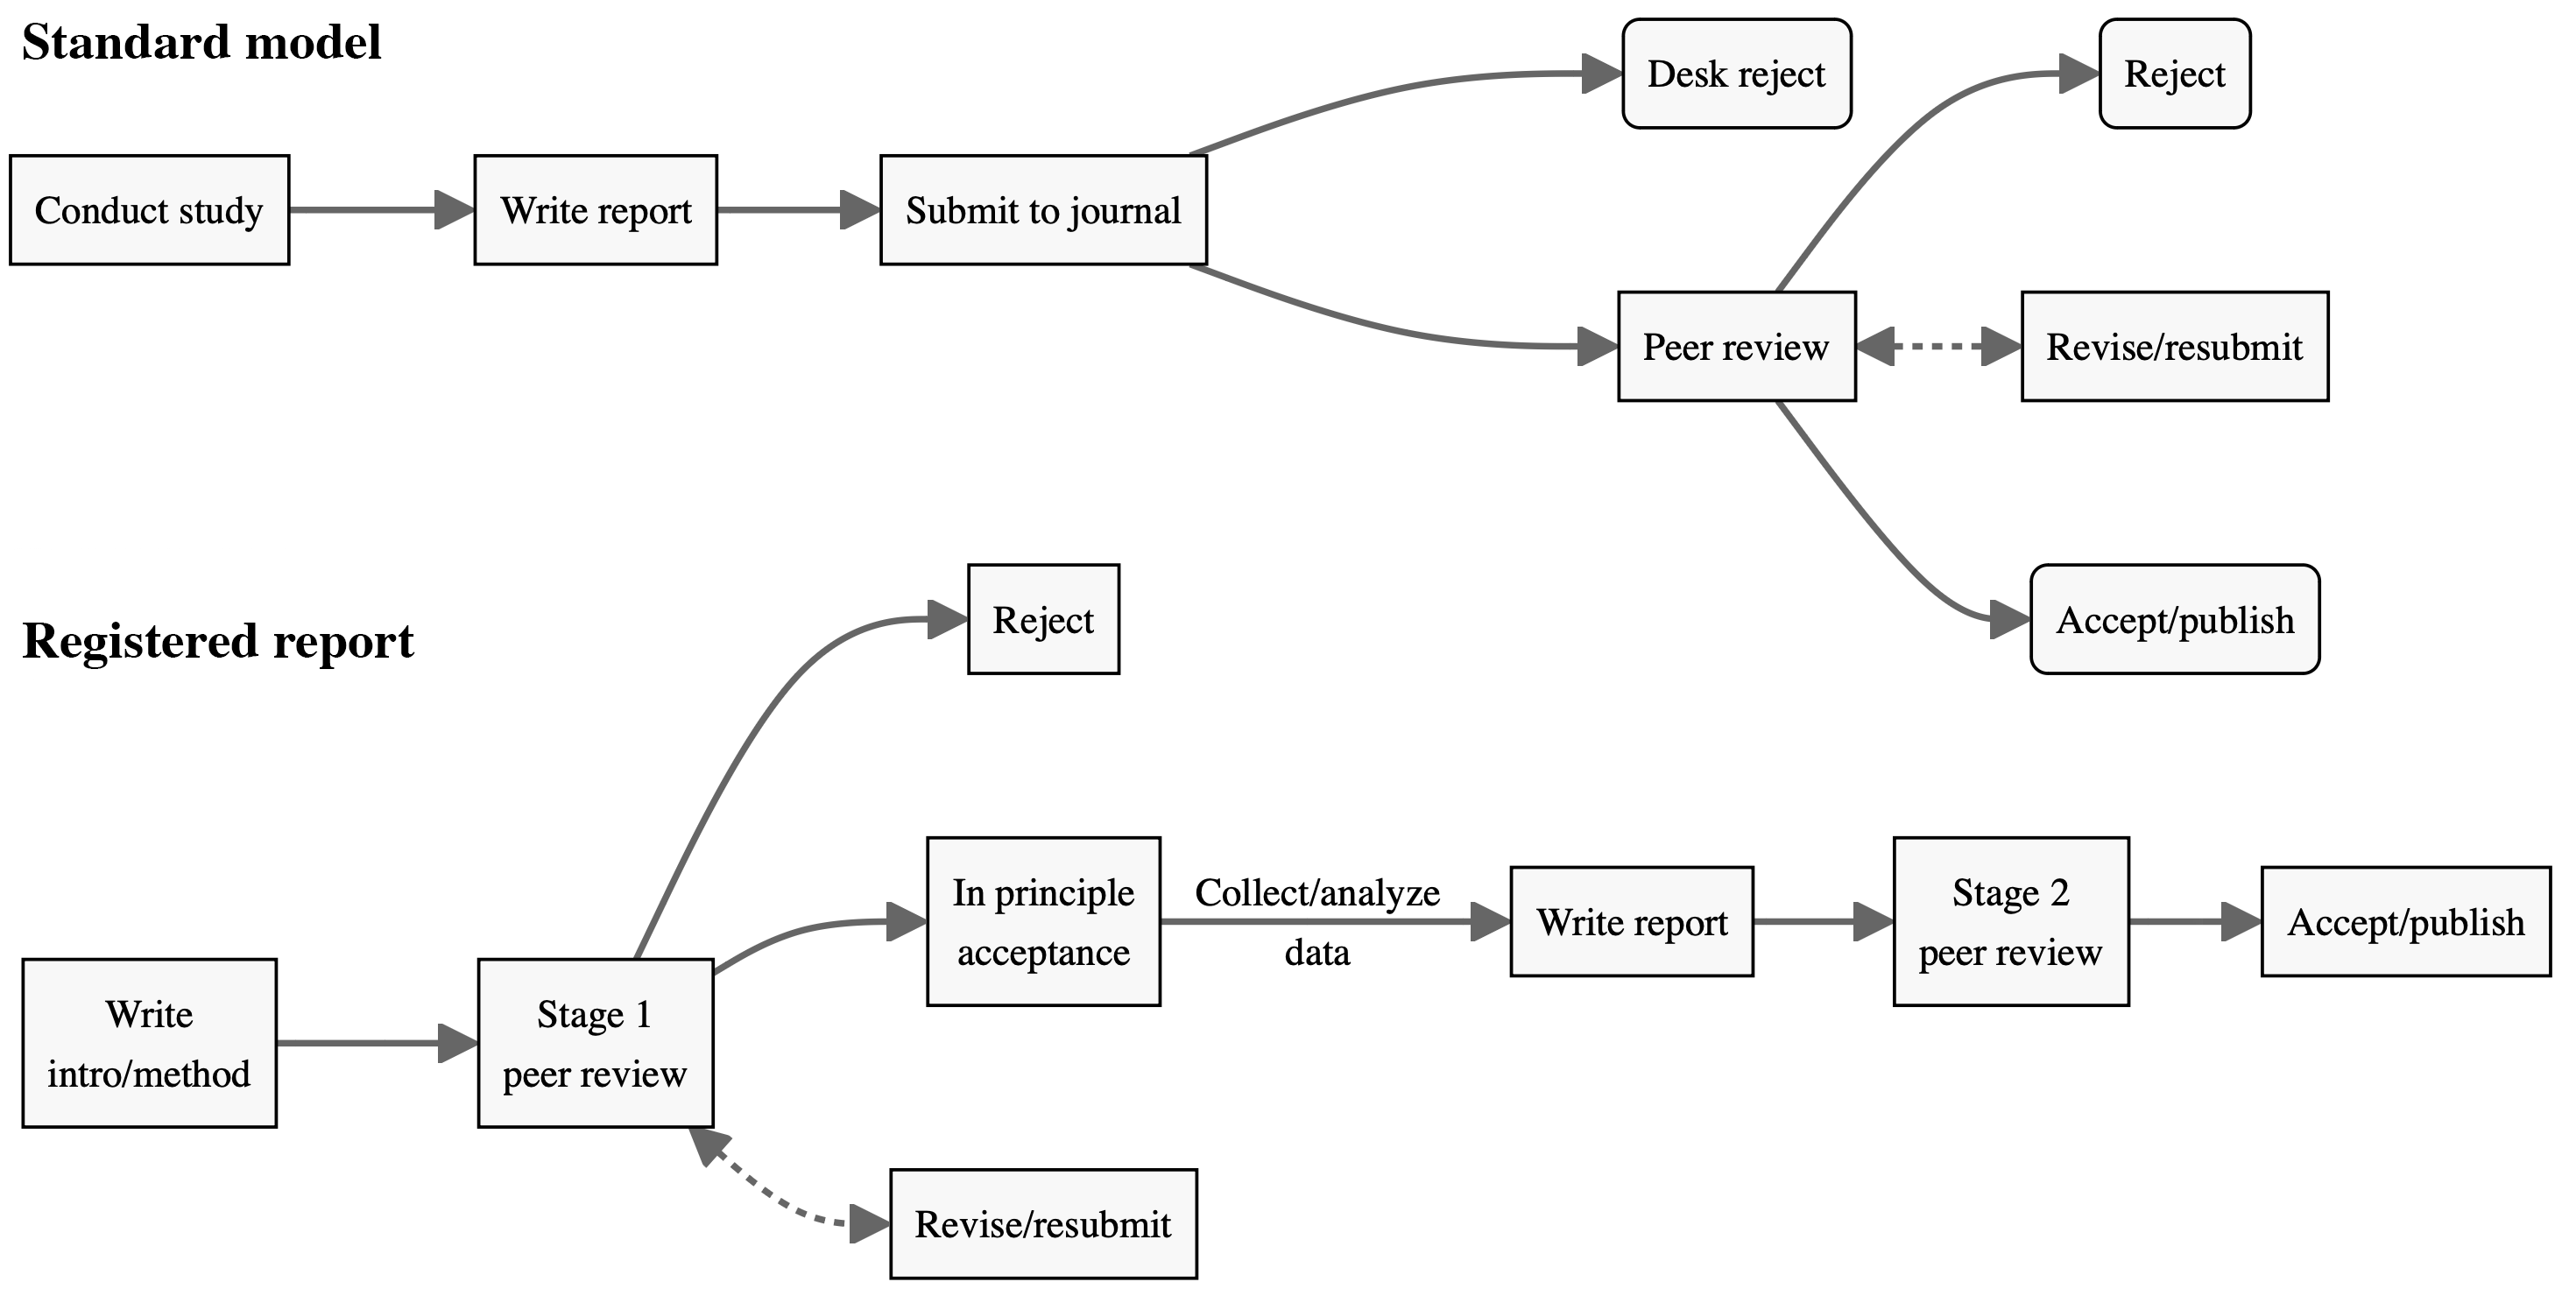 Standard model
Desk reject
Reject
Conduct study
Write report
Submit to journal
Peer review
Revise/resubmit
Accept/publish
Registered report
Reject
Write
intro/method
Stage 1
peer review
In principle
acceptance
Collect/analyze
data
Write report
Stage 2
peer review
Accept/publish
Revise/resubmit